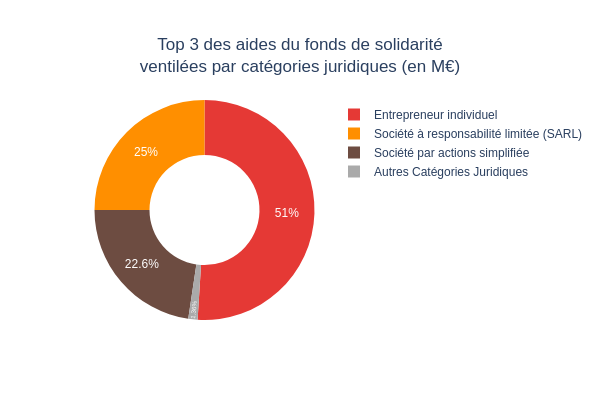 Top 3 des aides du fonds de solidarité
ventilées par catégories juridiques (en M€)
Entrepreneur individuel
Société à responsabilité limitée (SARL)
Société par actions simplifiée
Autres Catégories Juridiques
25%
51%
22.6%